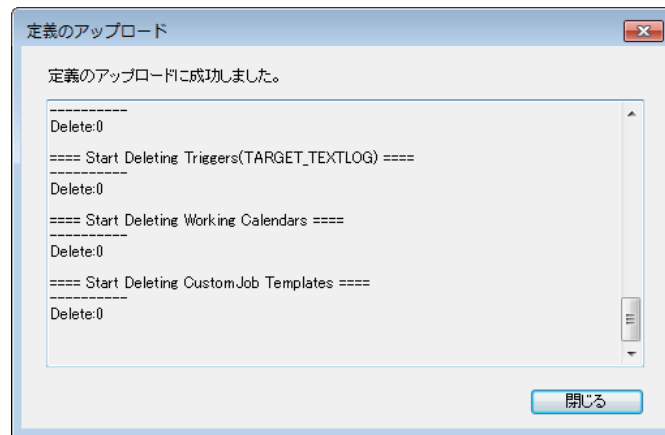 定義のアップロード
定義のアップロードに成功しました。
----------
Delete:0
==== Start Deleting Triggers(TARGET_TEXTLOG) ====
----------
Delete:0
==== Start Deleting Working Calendars ====
----------
Delete:0
==== Start Deleting CustomJob Templates ====
----------
Delete:0
閉じる